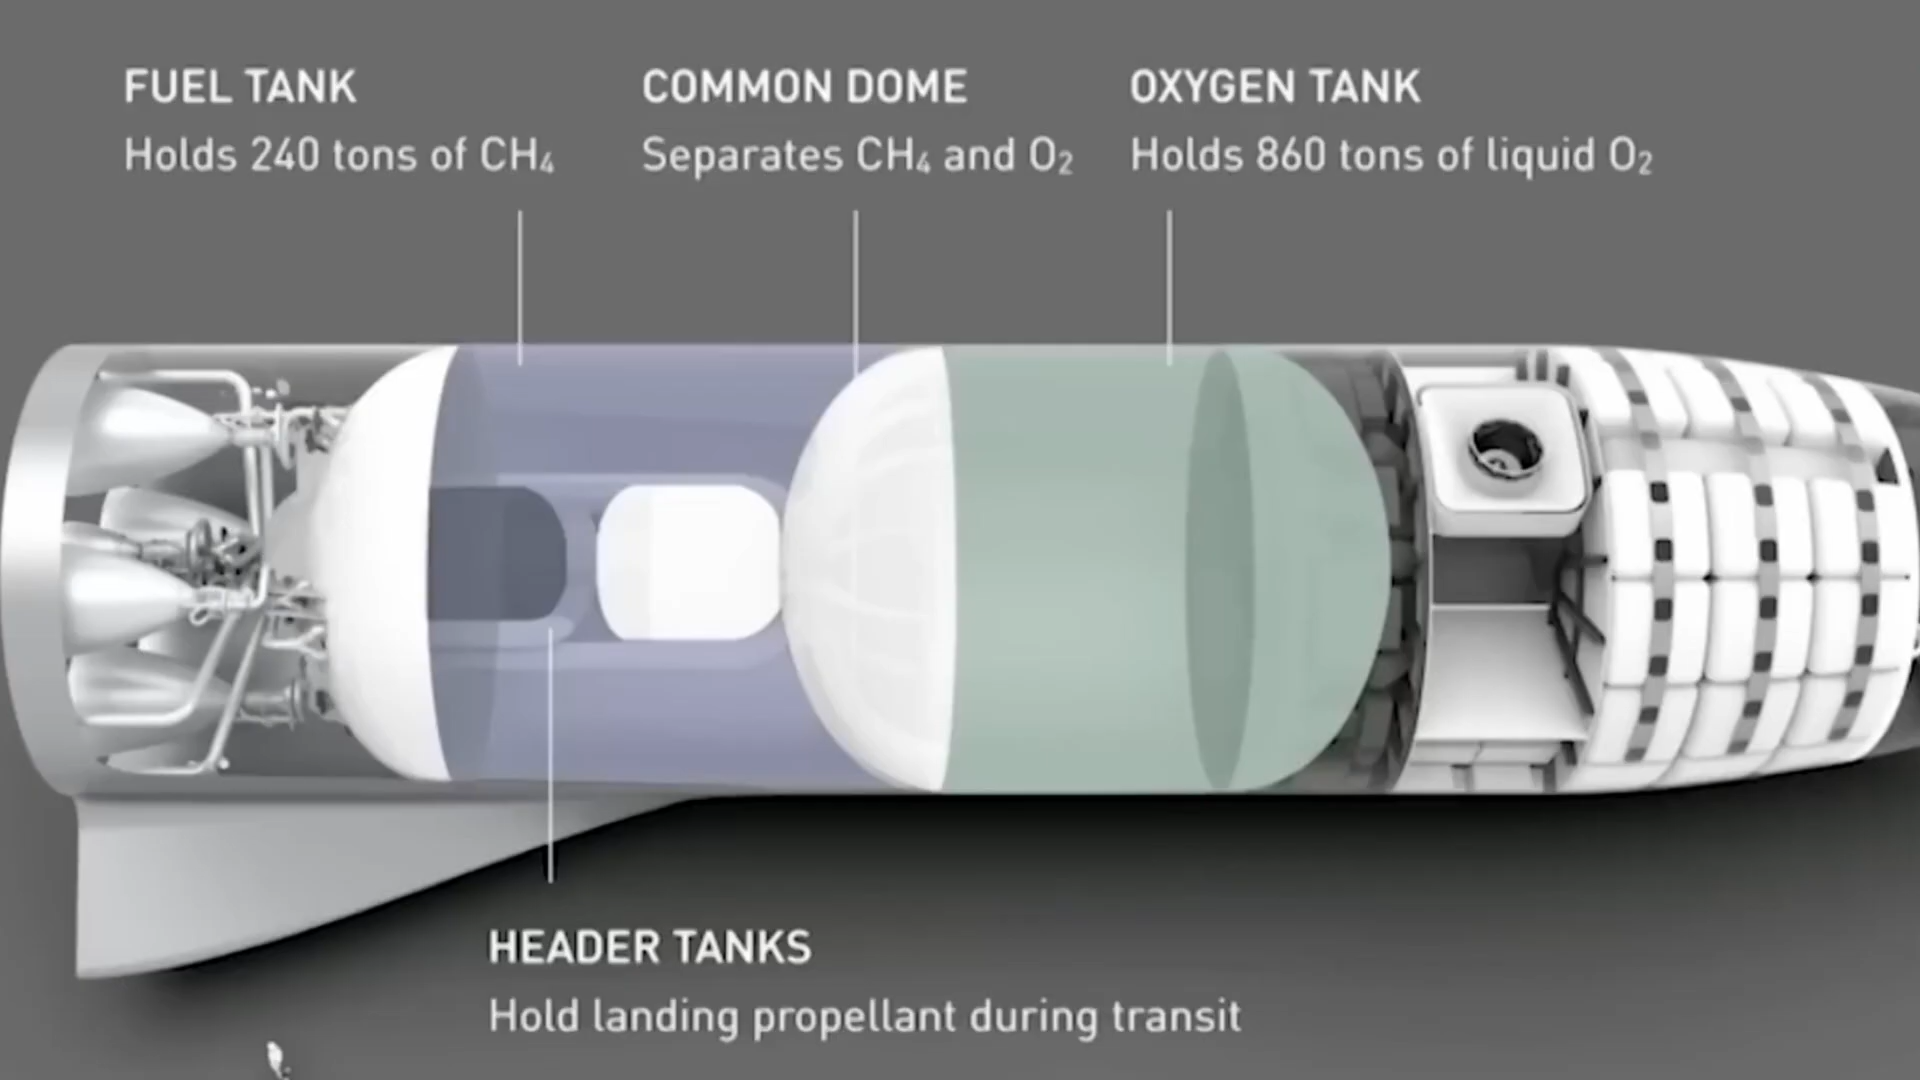 FUEL TANK
Holds 240 tons of CH₄
COMMON DOME
Separates CH₄ and O₂
OXYGEN TANK
Holds 860 tons of liquid O₂
HEADER TANKS
Hold landing propellant during transit